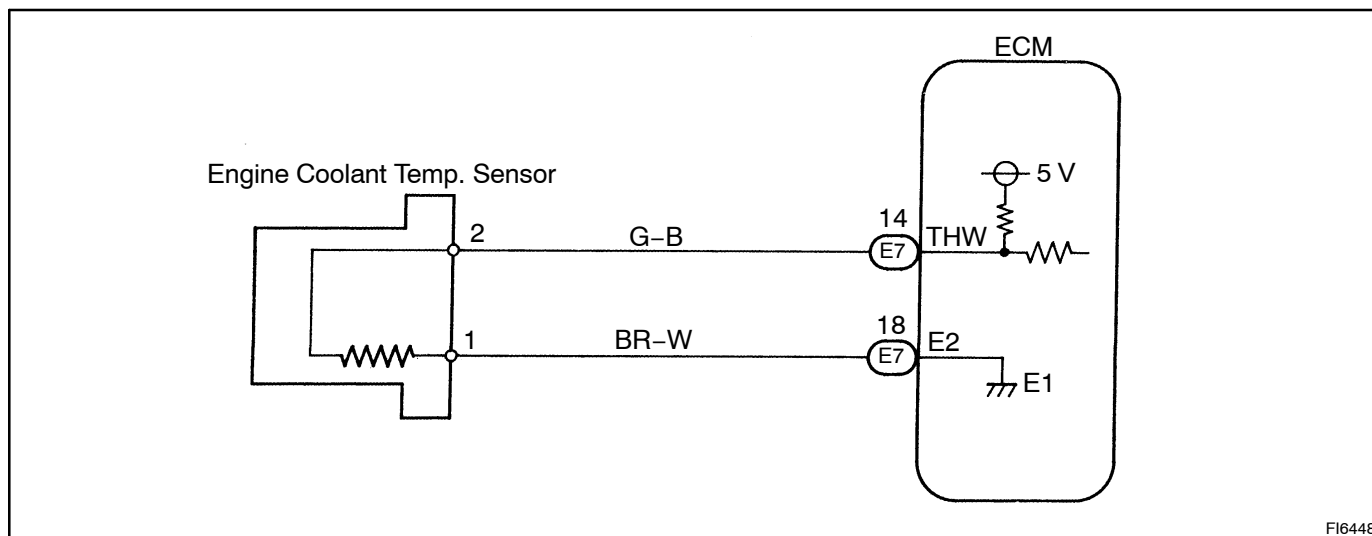 ECM
Engine Coolant Temp. Sensor
5 V
2
G–B
14
E7
THW
1
BR–W
18
E7
E2
E1
FI6448